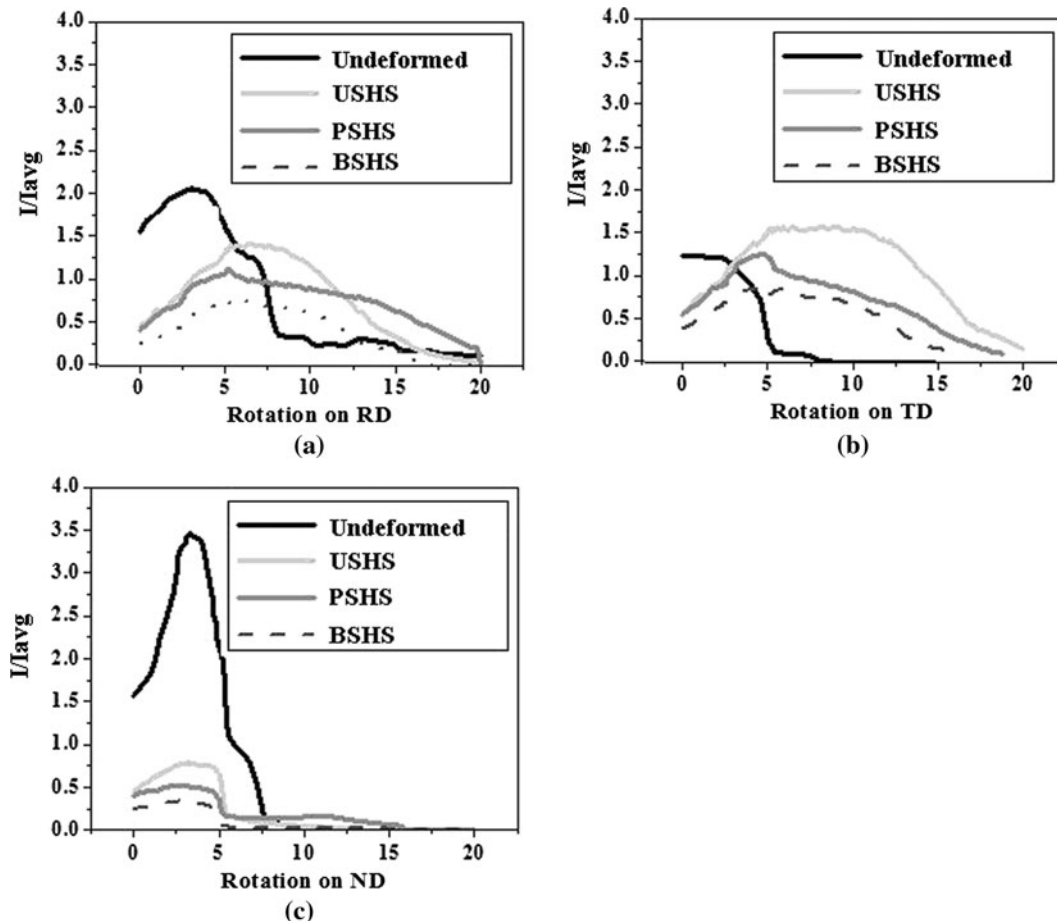 4.0
3.5
3.0
2.5
2.0
1.5
1.0
0.5
0.0
I/Iavg
Undeformed
USHS
PSHS
BSHS
0 5 10 15 20
Rotation on RD
(a)
4.0
3.5
3.0
2.5
2.0
1.5
1.0
0.5
0.0
I/Iavg
Undeformed
USHS
PSHS
BSHS
0 5 10 15 20
Rotation on TD
(b)
4.0
3.5
3.0
2.5
2.0
1.5
1.0
0.5
0.0
I/Iavg
Undeformed
USHS
PSHS
BSHS
0 5 10 15 20
Rotation on ND
(c)